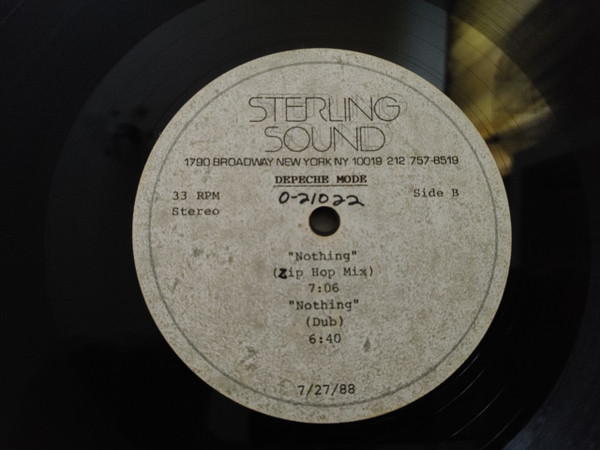 STERLING
SOUND
1790 BROADWAY NEW YORK NY 10019 212 757-8519
DEPECHE MODE
33 RPM 0-21022 Side B
Stereo
"Nothing"
(Zip Hop Mix)
7:06
"Nothing"
(Dub)
6:40
7/27/88